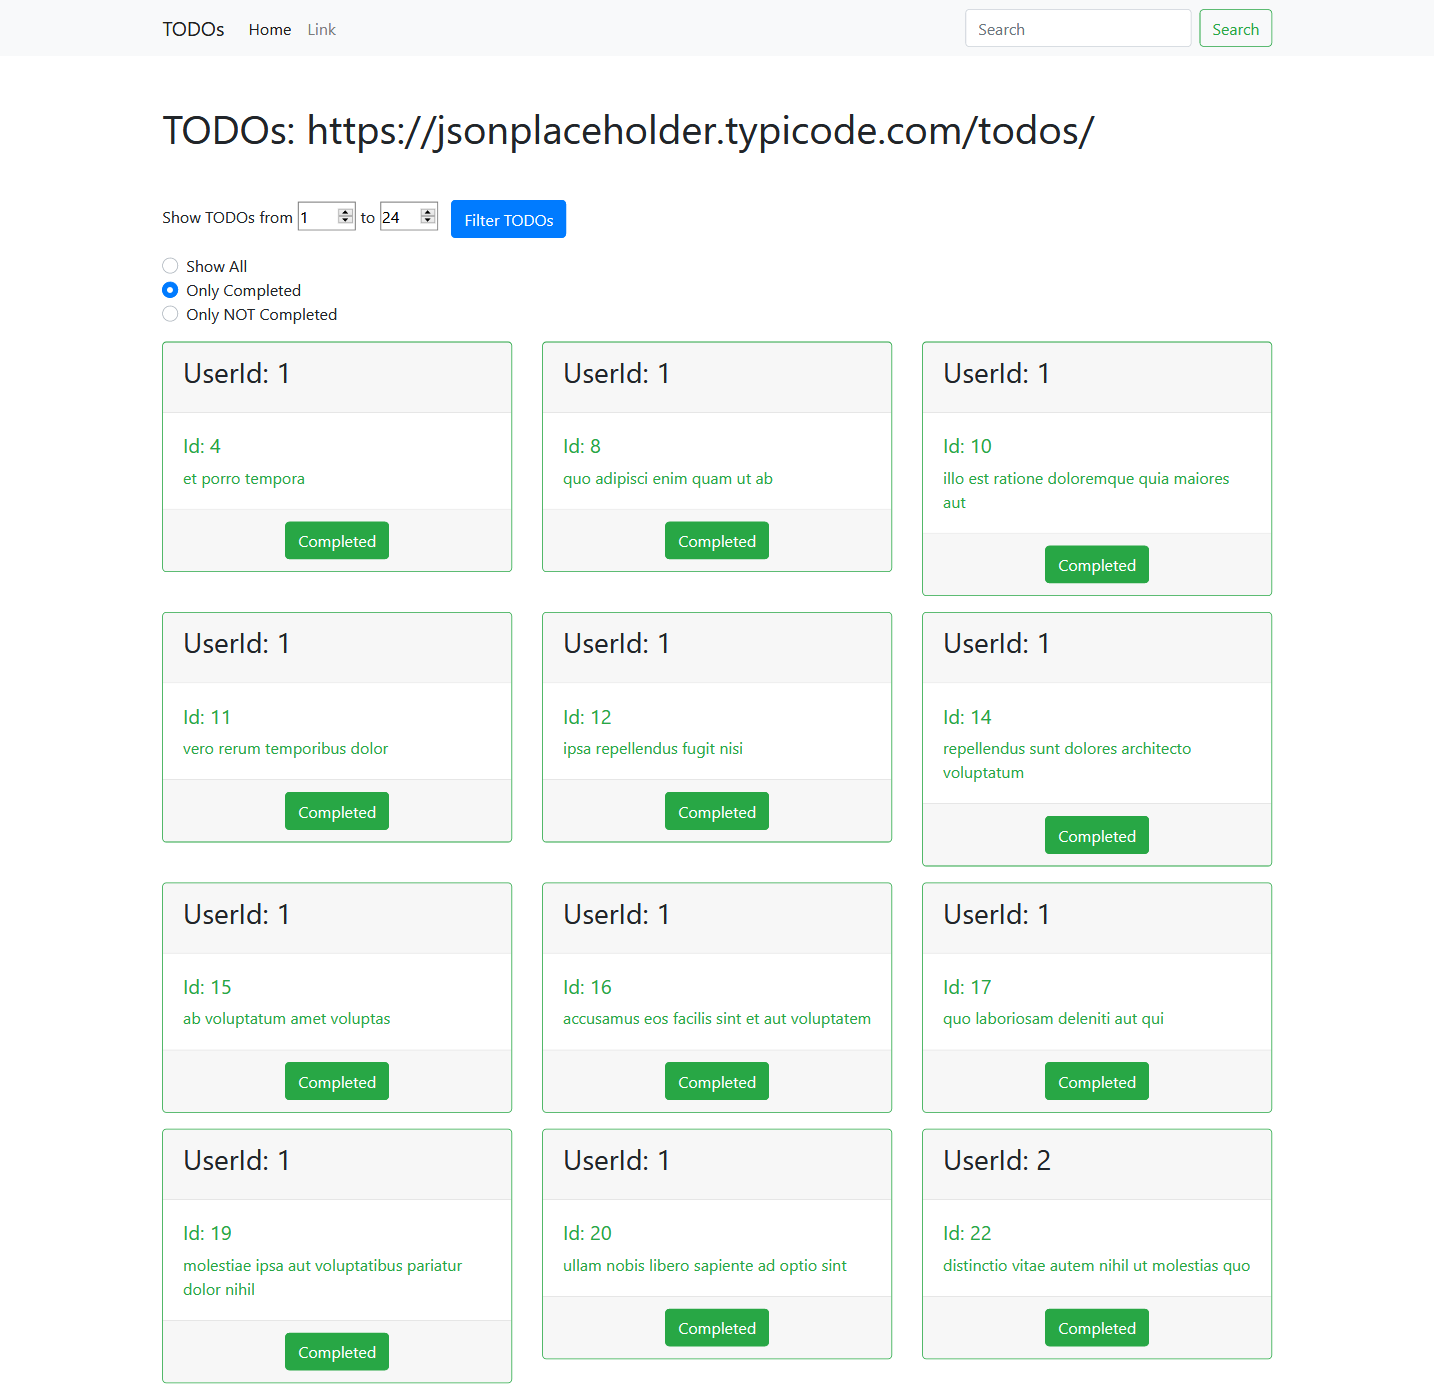 TODOs Home Link Search Search
TODOs: https://jsonplaceholder.typicode.com/todos/
Show TODOs from 1 to 24 Filter TODOs
Show All
Only Completed
Only NOT Completed
UserId: 1
Id: 4
et porro tempora
Completed
UserId: 1
Id: 8
quo adipisci enim quam ut ab
Completed
UserId: 1
Id: 10
illo est ratione doloremque quia maiores
aut
Completed
UserId: 1
Id: 11
vero rerum temporibus dolor
Completed
UserId: 1
Id: 12
ipsa repellendus fugit nisi
Completed
UserId: 1
Id: 14
repellendus sunt dolores architecto
voluptatum
Completed
UserId: 1
Id: 15
ab voluptatum amet voluptas
Completed
UserId: 1
Id: 16
accusamus eos facilis sint et aut voluptatem
Completed
UserId: 1
Id: 17
quo laboriosam deleniti aut qui
Completed
UserId: 1
Id: 19
molestiae ipsa aut voluptatibus pariatur
dolor nihil
Completed
UserId: 1
Id: 20
ullam nobis libero sapiente ad optio sint
Completed
UserId: 2
Id: 22
distinctio vitae autem nihil ut molestias quo
Completed